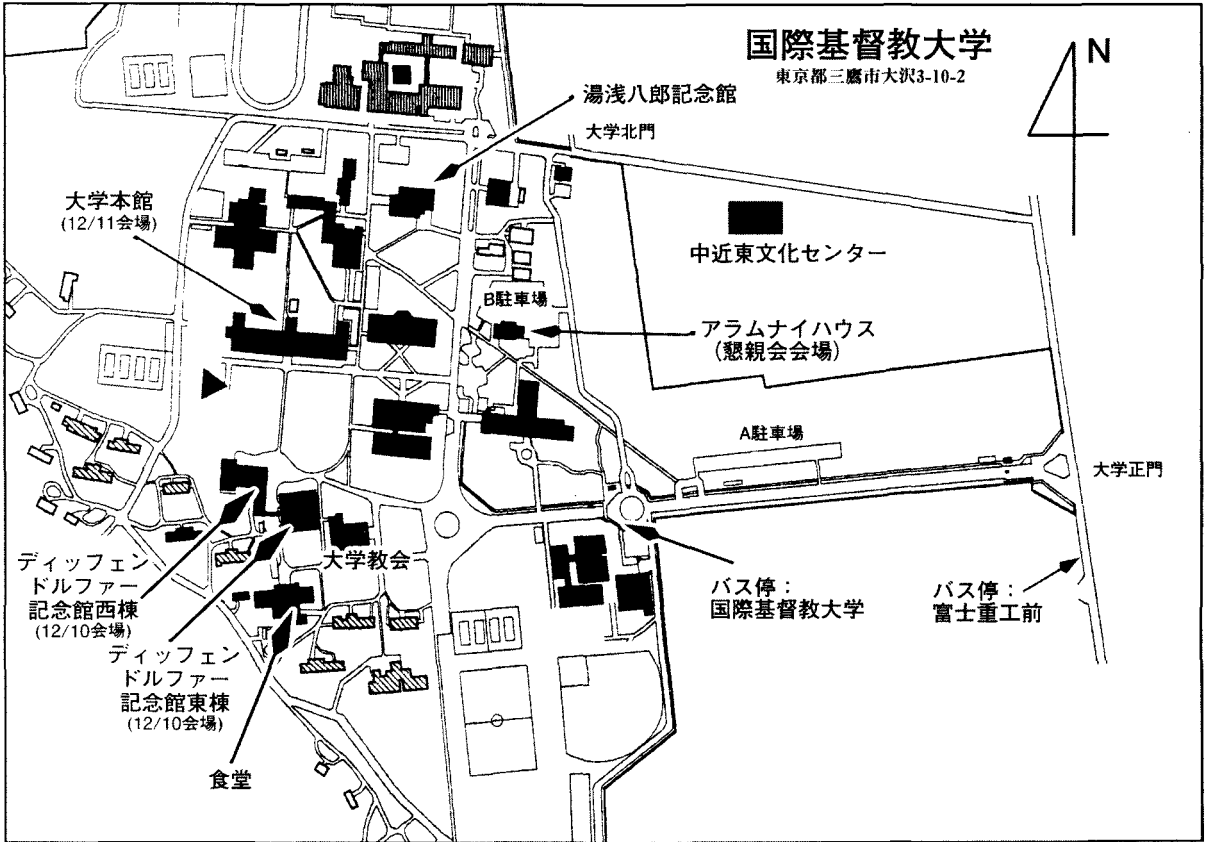 国際基督教大学
東京都三鷹市大沢3-10-2
N
湯浅八郎記念館
大学北門
大学本館
(12/11会場)
中近東文化センター
B駐車場
アラムナイハウス
(懇親会会場)
A駐車場
大学正門
大学教会
ディッフェン
ドルファー
記念館西棟
(12/10会場)
バス停：
国際基督教大学
バス停：
富士重工前
ディッフェン
ドルファー
記念館東棟
(12/10会場)
食堂